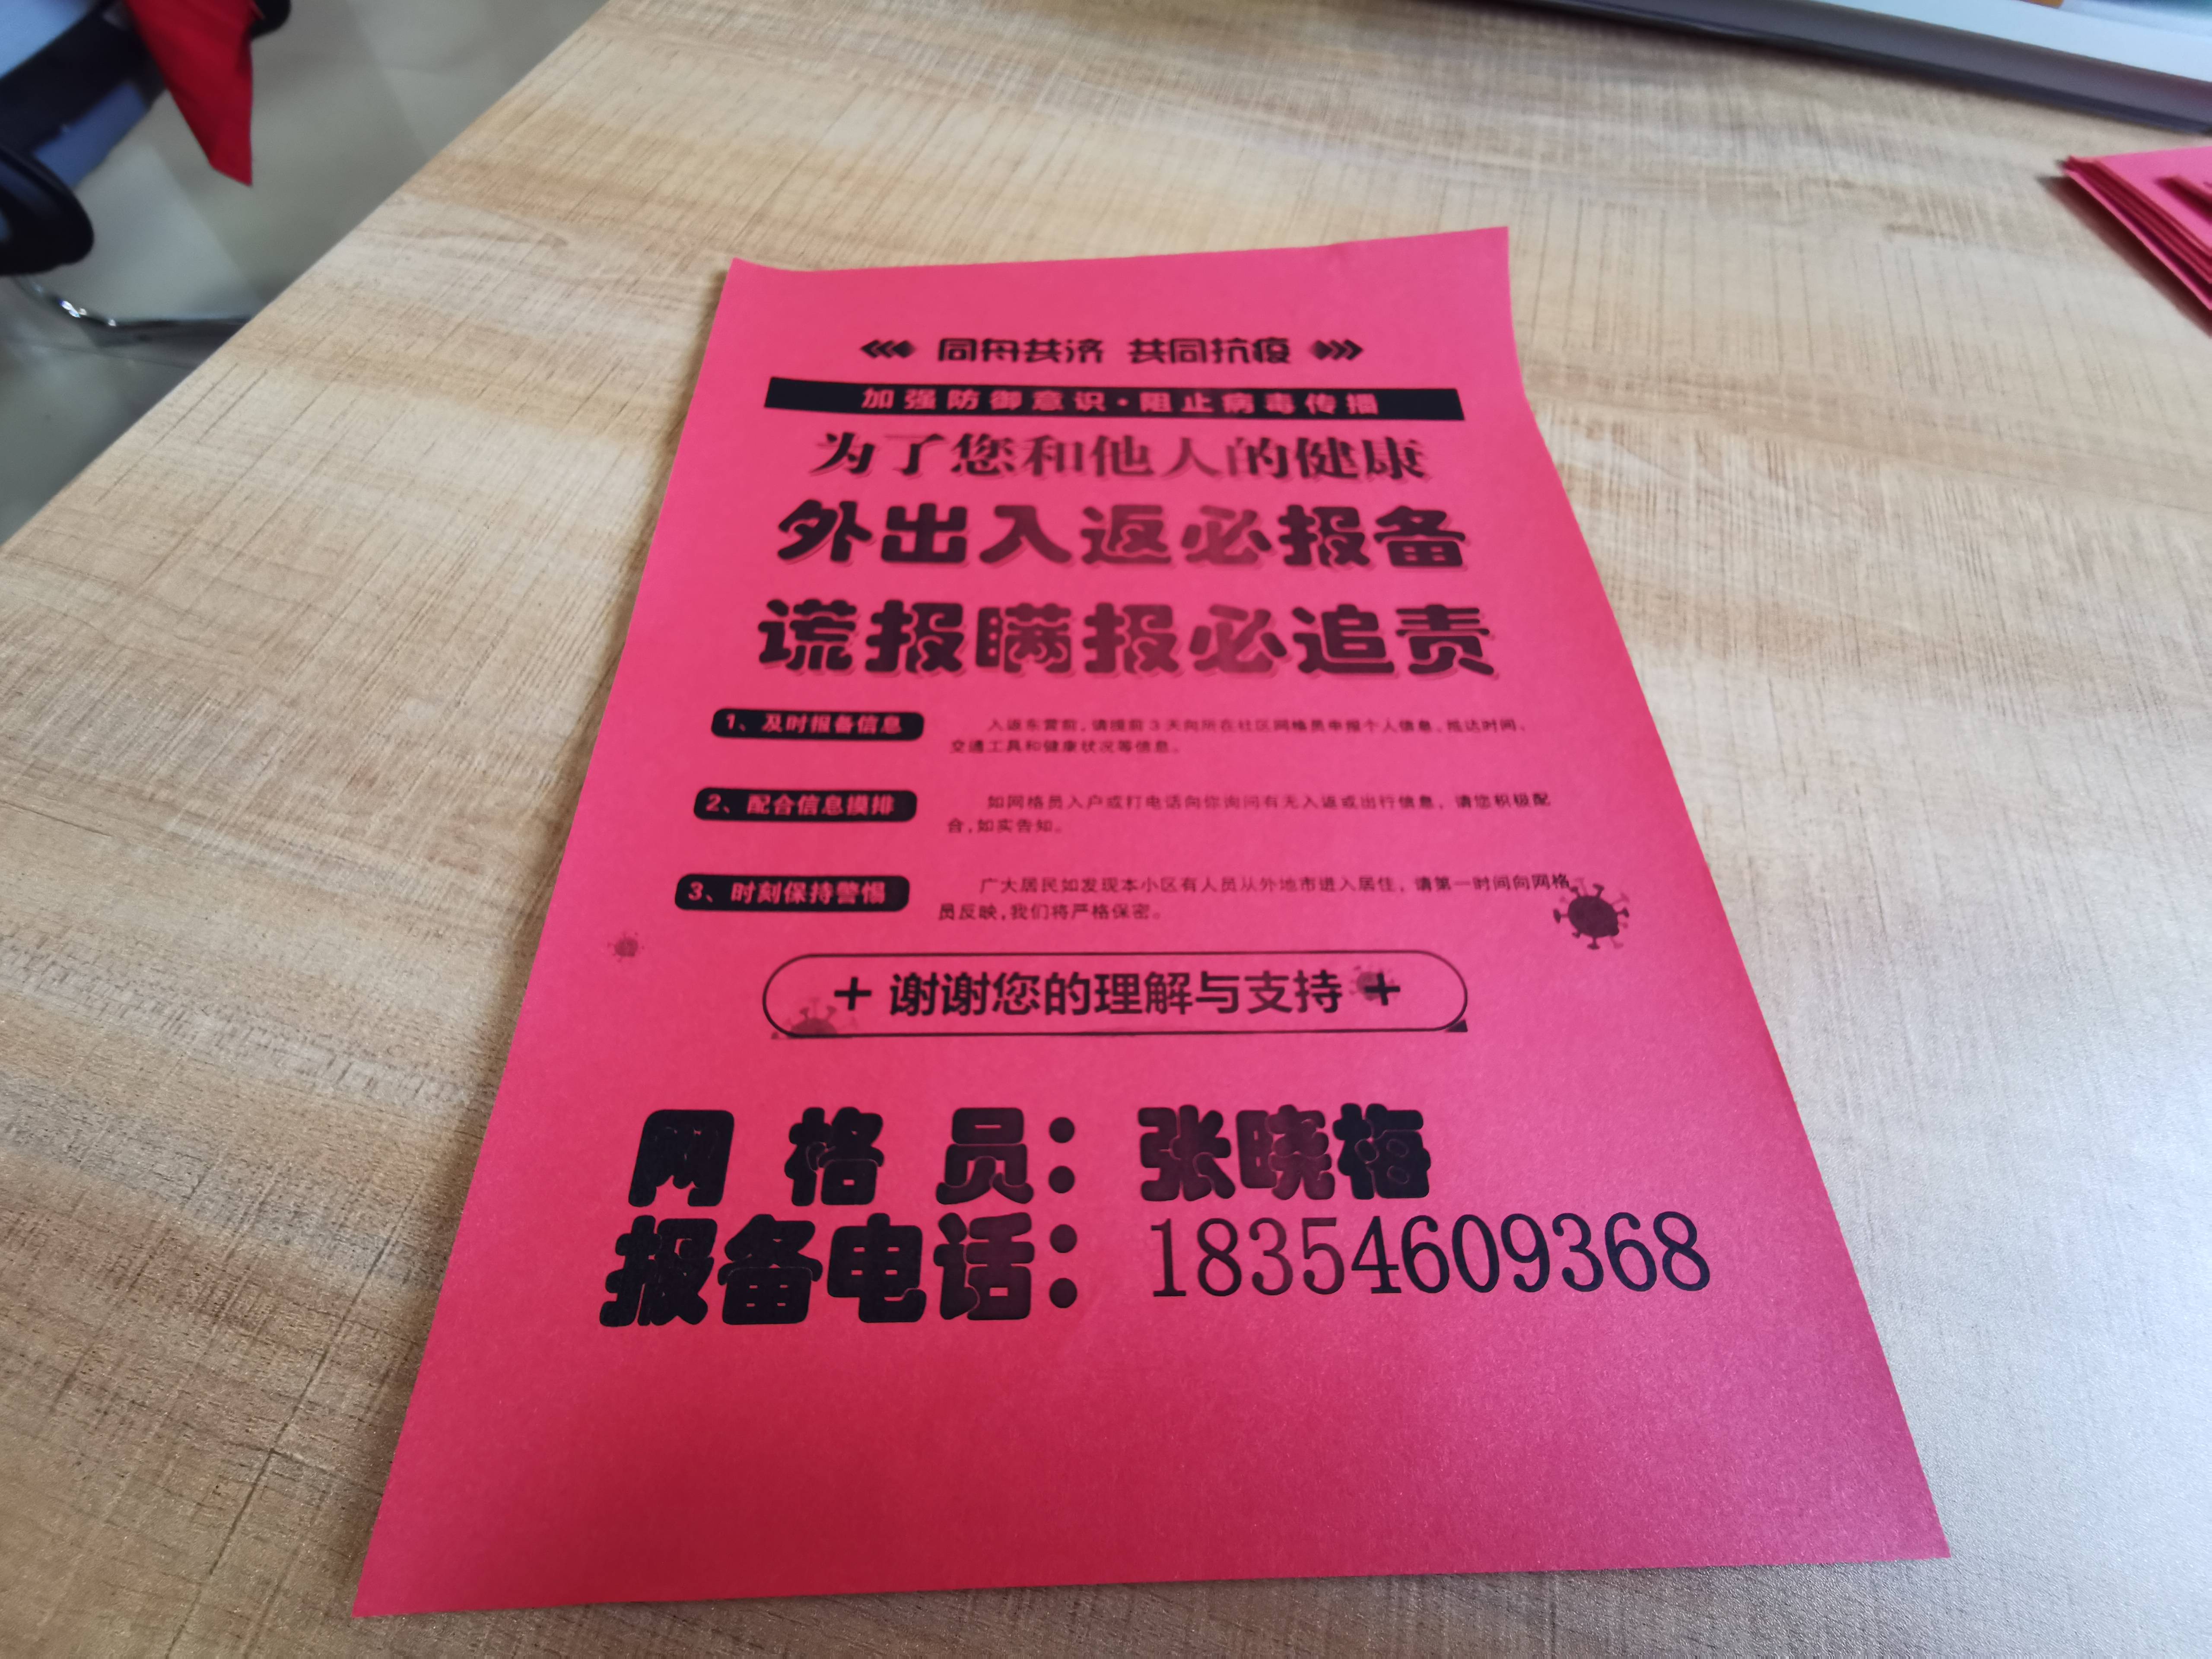 同舟共济 共同抗疫
加强防御意识·阻止病毒传播
为了您和他人的健康
外出入返必报备
谎报瞒报必追责
1、及时报备信息
入返东营前,请提前3天向所在社区网格员申报个人信息、抵达时间、
交通工具和健康状况等信息。
2、配合信息摸排
如网格员入户或打电话向你询问有无入返或出行信息,请您积极配
合,如实告知。
3、时刻保持警惕
广大居民如发现本小区有人员从外地市进入居住,请第一时间向网格
员反映,我们将严格保密。
+谢谢您的理解与支持+
网格员:张晓梅
报备电话:18354609368